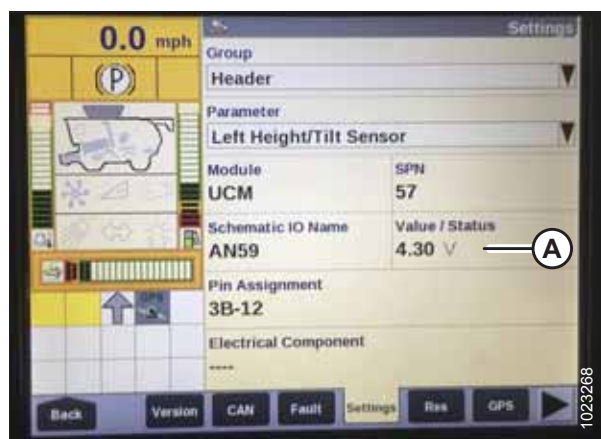 0.0 mph
(P)
Settings
Group
Header
Parameter
Left Height/Tilt Sensor
Module
SPN
UCM
57
Schematic IO Name
Value / Status
AN59
4.30 V
A
Pin Assignment
3B-12
Electrical Component
----
Back
Version
CAN
Fault
Settings
Res
GPS
1023268